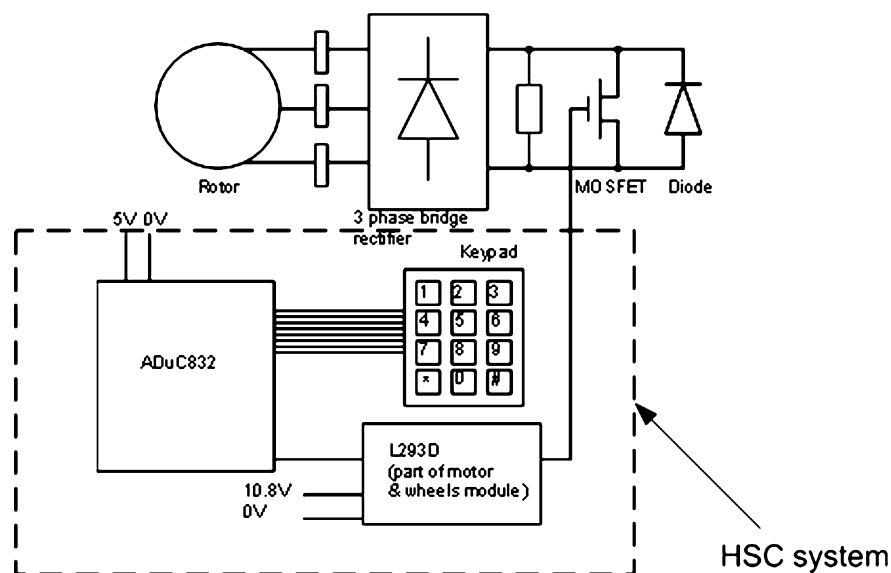 Rotor
MOSFET
Diode
3 phase bridge
rectifier
5V 0V
Keypad
1 2 3
4 5 6
7 8 9
* 0 #
ADuC832
L293D
(part of motor
& wheels module)
10.8V
0V
HSC system